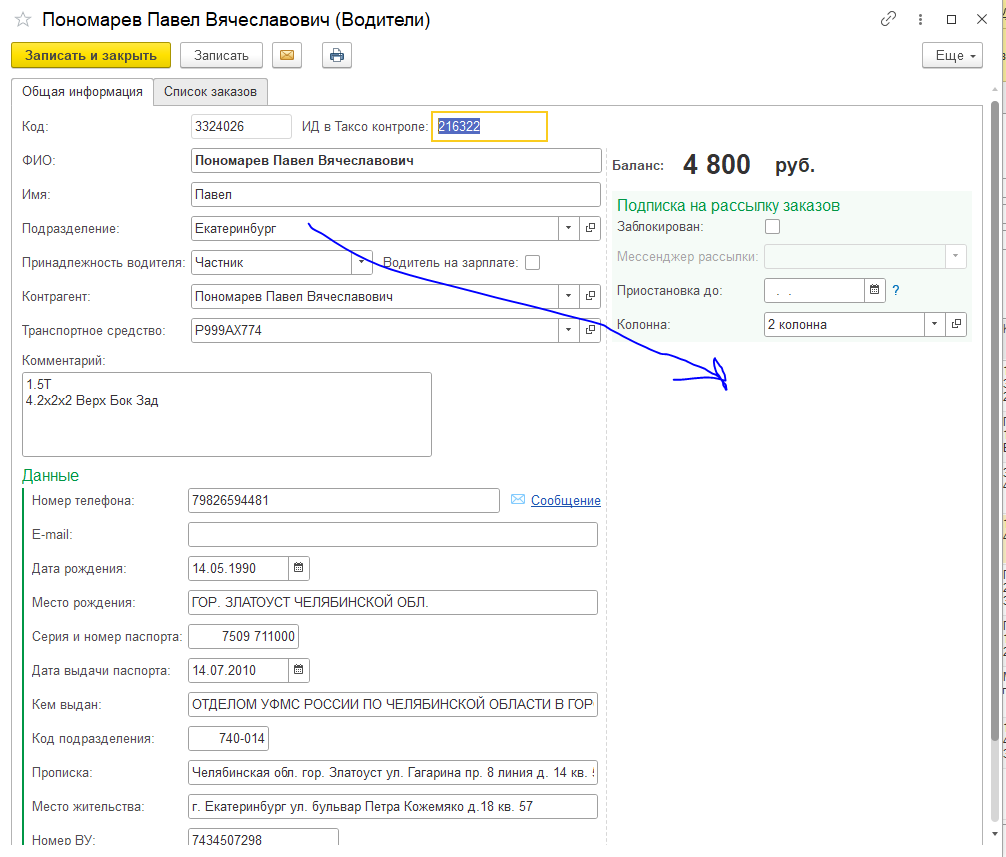 Пономарев Павел Вячеславович (Водители)
Записать и закрыть Записать Еще
Общая информация Список заказов
Код: 3324026 ИД в Таксо контроле: 216322
ФИО: Пономарев Павел Вячеславович
Баланс: 4 800 руб.
Имя: Павел
Подписка на рассылку заказов
Подразделение: Екатеринбург
Заблокирован:
Принадлежность водителя: Частник Водитель на зарплате:
Мессенджер рассылки:
Контрагент: Пономарев Павел Вячеславович
Приостановка до: . . ?
Транспортное средство: Р999АХ774
Колонна: 2 колонна
Комментарий:
1.5Т
4.2х2х2 Верх Бок Зад
Данные
Номер телефона: 79826594481 Сообщение
E-mail:
Дата рождения: 14.05.1990
Место рождения: ГОР. ЗЛАТОУСТ ЧЕЛЯБИНСКОЙ ОБЛ.
Серия и номер паспорта: 7509 711000
Дата выдачи паспорта: 14.07.2010
Кем выдан: ОТДЕЛОМ УФМС РОССИИ ПО ЧЕЛЯБИНСКОЙ ОБЛАСТИ В ГОР
Код подразделения: 740-014
Прописка: Челябинская обл. гор. Златоуст ул. Гагарина пр. 8 линия д. 14 кв.
Место жительства: г. Екатеринбург ул. бульвар Петра Кожемяко д.18 кв. 57
Номер ВУ: 7434507298